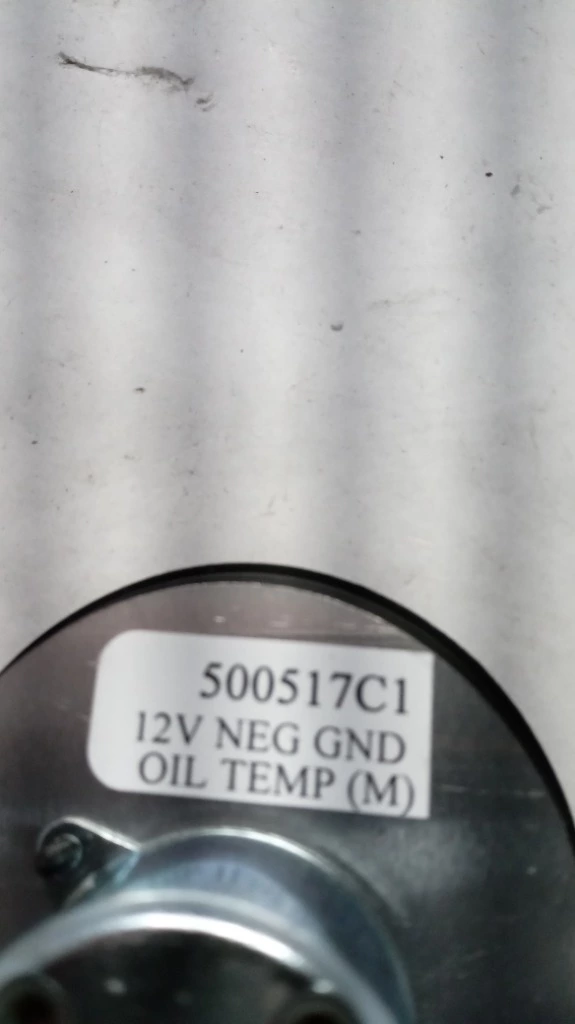 500517C1
12V NEG GND
OIL TEMP (M)